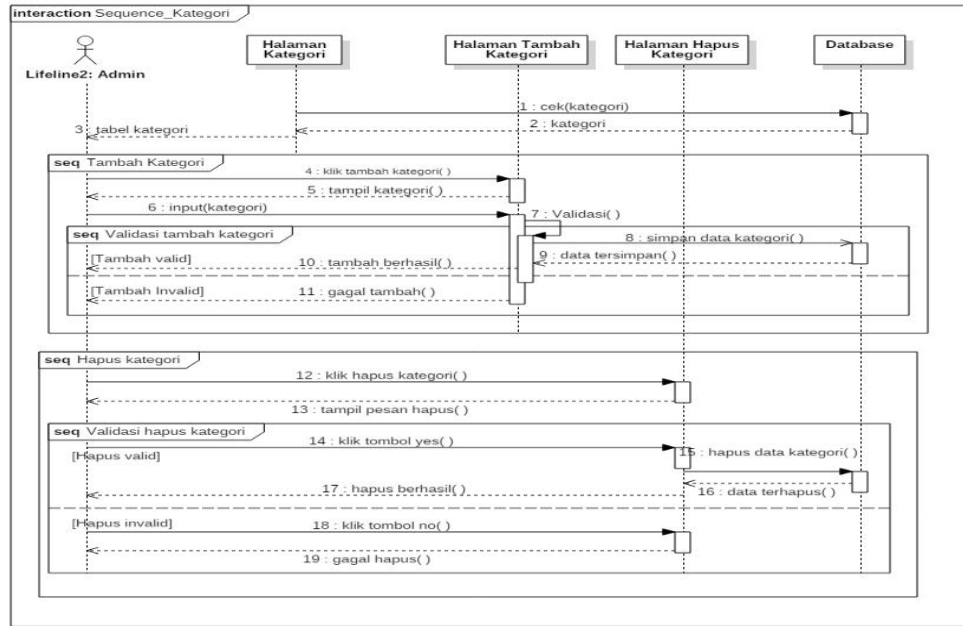 interaction Sequence_Kategori
Lifeline2: Admin
Halaman
Kategori
Halaman Tambah
Kategori
Halaman Hapus
Kategori
Database
1 : cek(kategori)
2 : kategori
3 : tabel kategori
seq Tambah Kategori
4 : klik tambah kategori( )
5 : tampil kategori( )
6 : input(kategori)
7 : Validasi( )
seq Validasi tambah kategori
8 : simpan data kategori( )
[Tambah valid]
9 : data tersimpan( )
10 : tambah berhasil( )
[Tambah Invalid]
11 : gagal tambah( )
seq Hapus kategori
12 : klik hapus kategori( )
13 : tampil pesan hapus( )
seq Validasi hapus kategori
14 : klik tombol yes( )
[Hapus valid]
15 : hapus data kategori( )
16 : data terhapus( )
17 : hapus berhasil( )
[Hapus invalid]
18 : klik tombol no( )
19 : gagal hapus( )